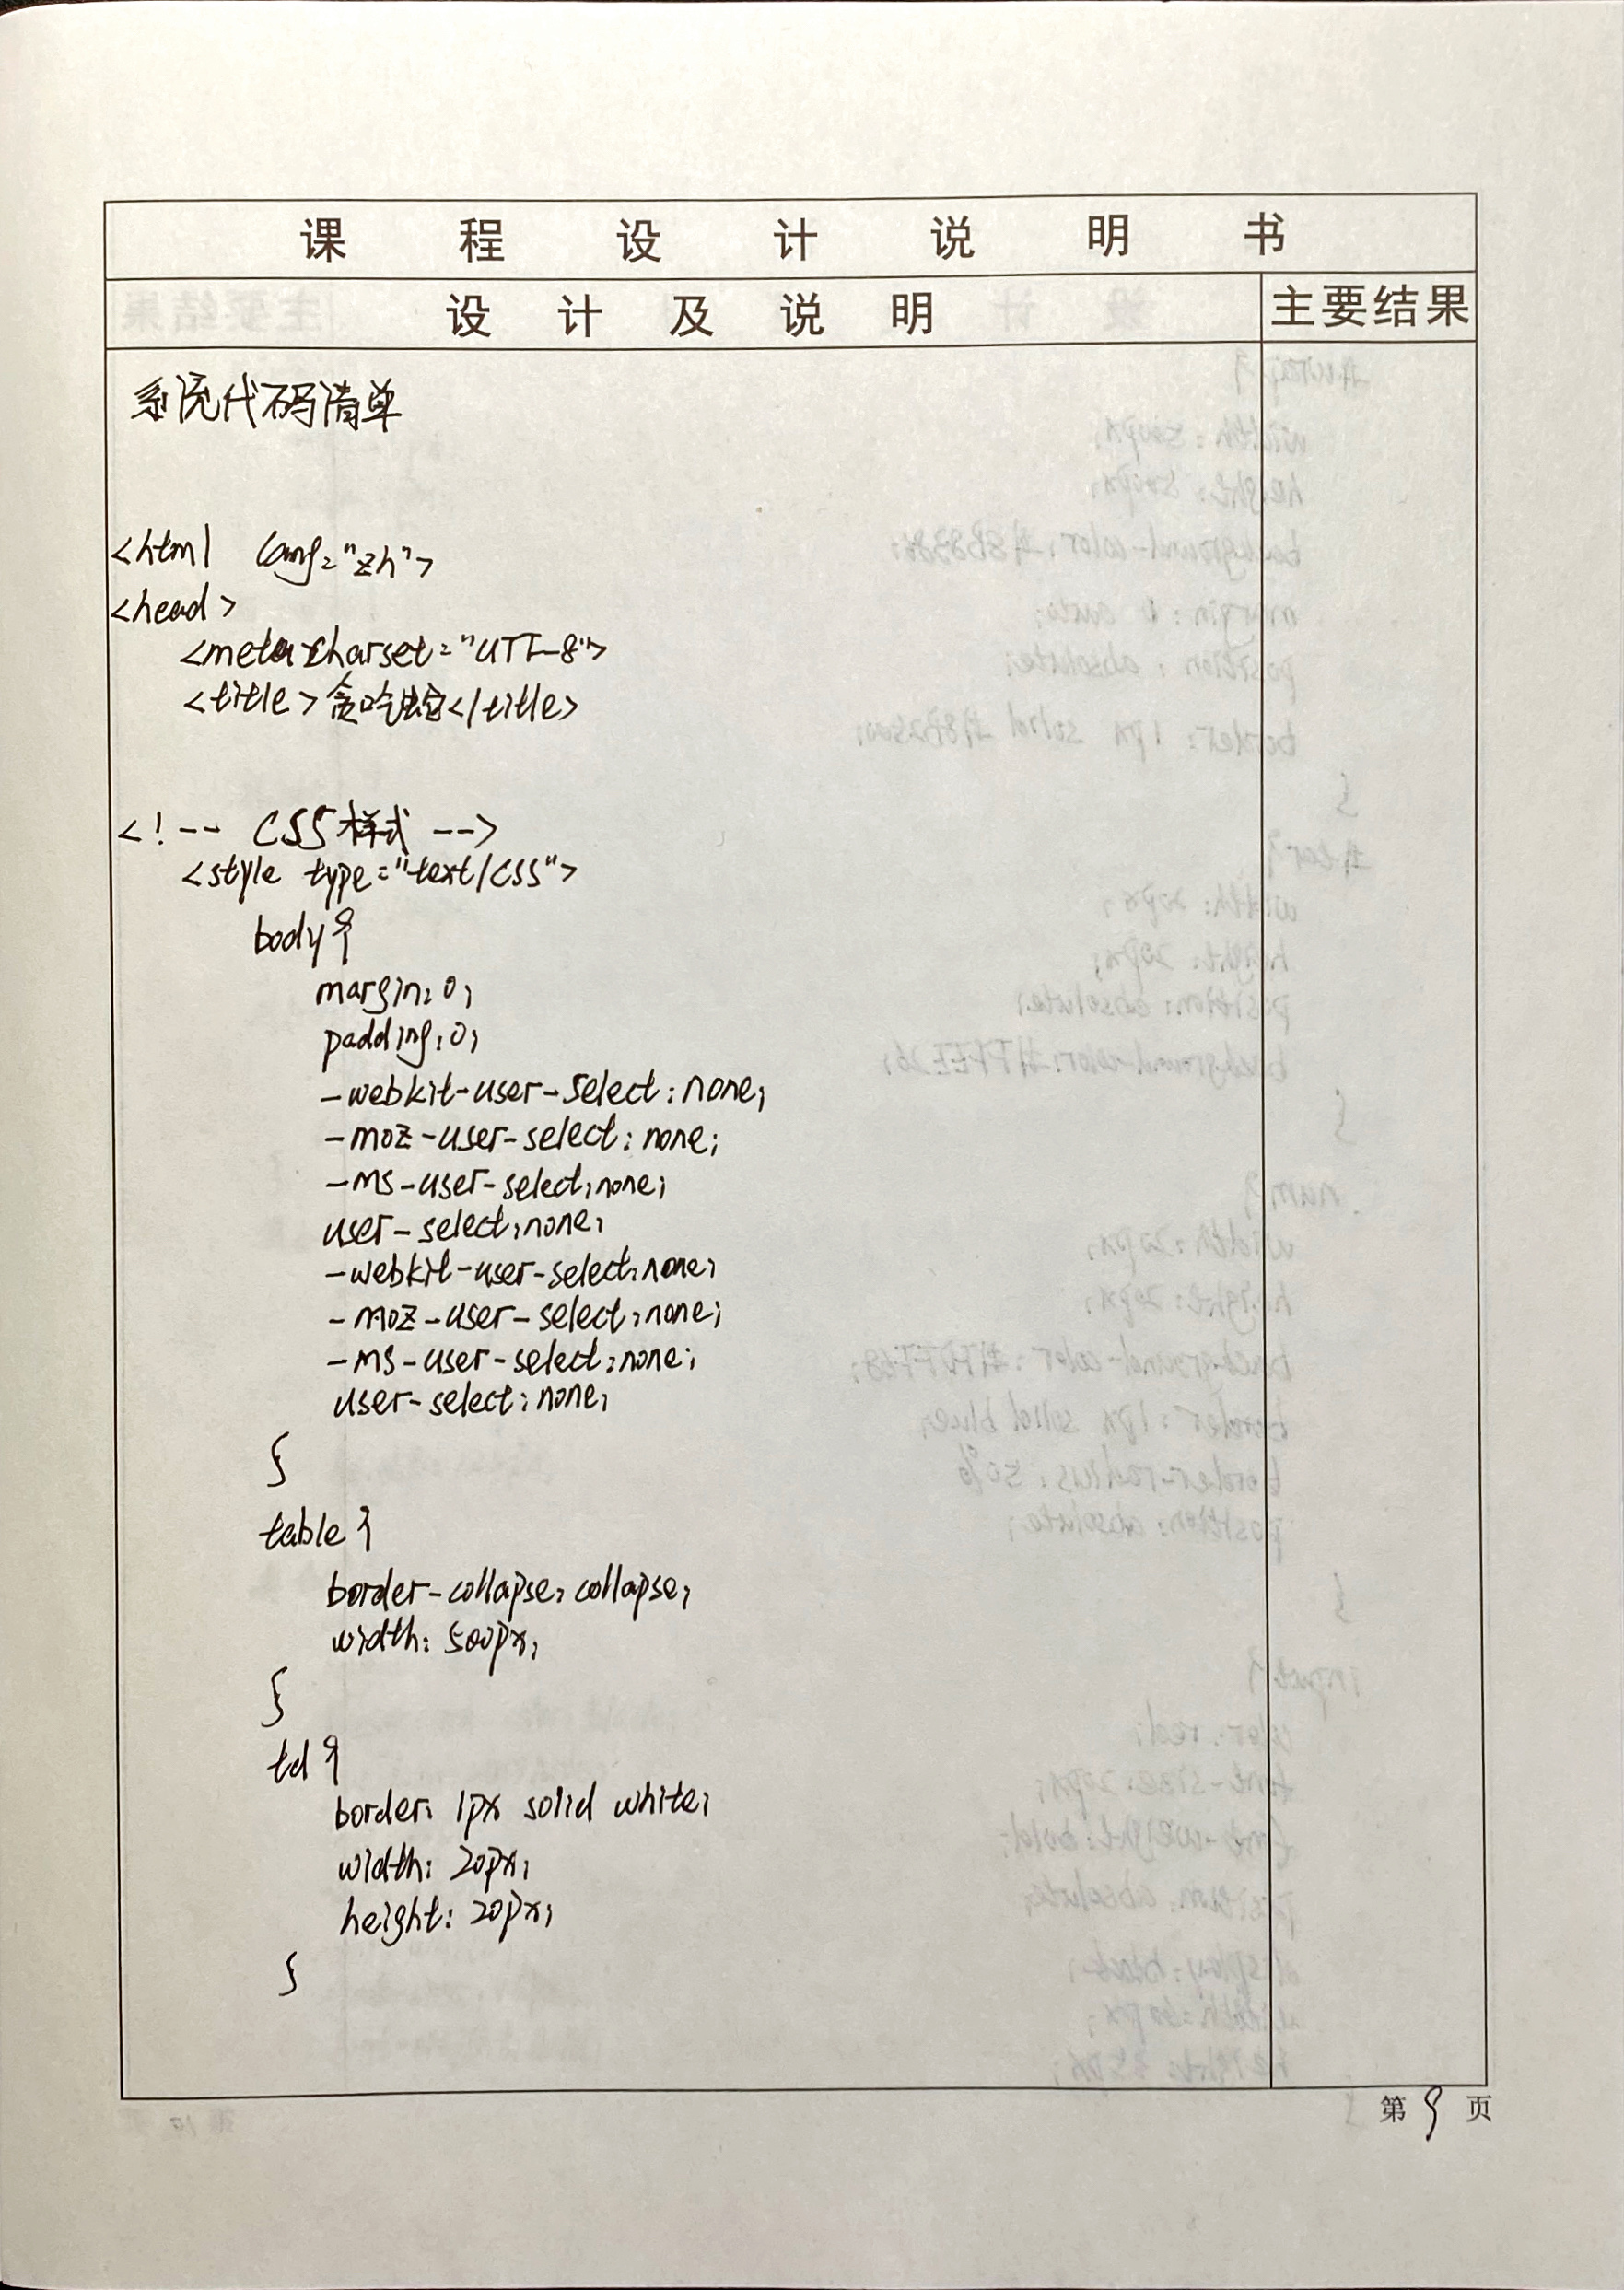 课程设计说明书
设计及说明 主要结果
系统代码清单
<html lang="zh">
<head>
<meta charset="UTF-8">
<title>贪吃蛇</title>
<!-- CSS样式 -->
<style type="text/css">
body{
margin:0;
padding:0;
-webkit-user-select:none;
-moz-user-select:none;
-ms-user-select:none;
user-select:none;
-webkit-user-select:none;
-moz-user-select:none;
-ms-user-select:none;
user-select:none;
}
table{
border-collapse:collapse;
width:500px;
}
td{
border:1px solid white;
width:20px;
height:20px;
}
第9页